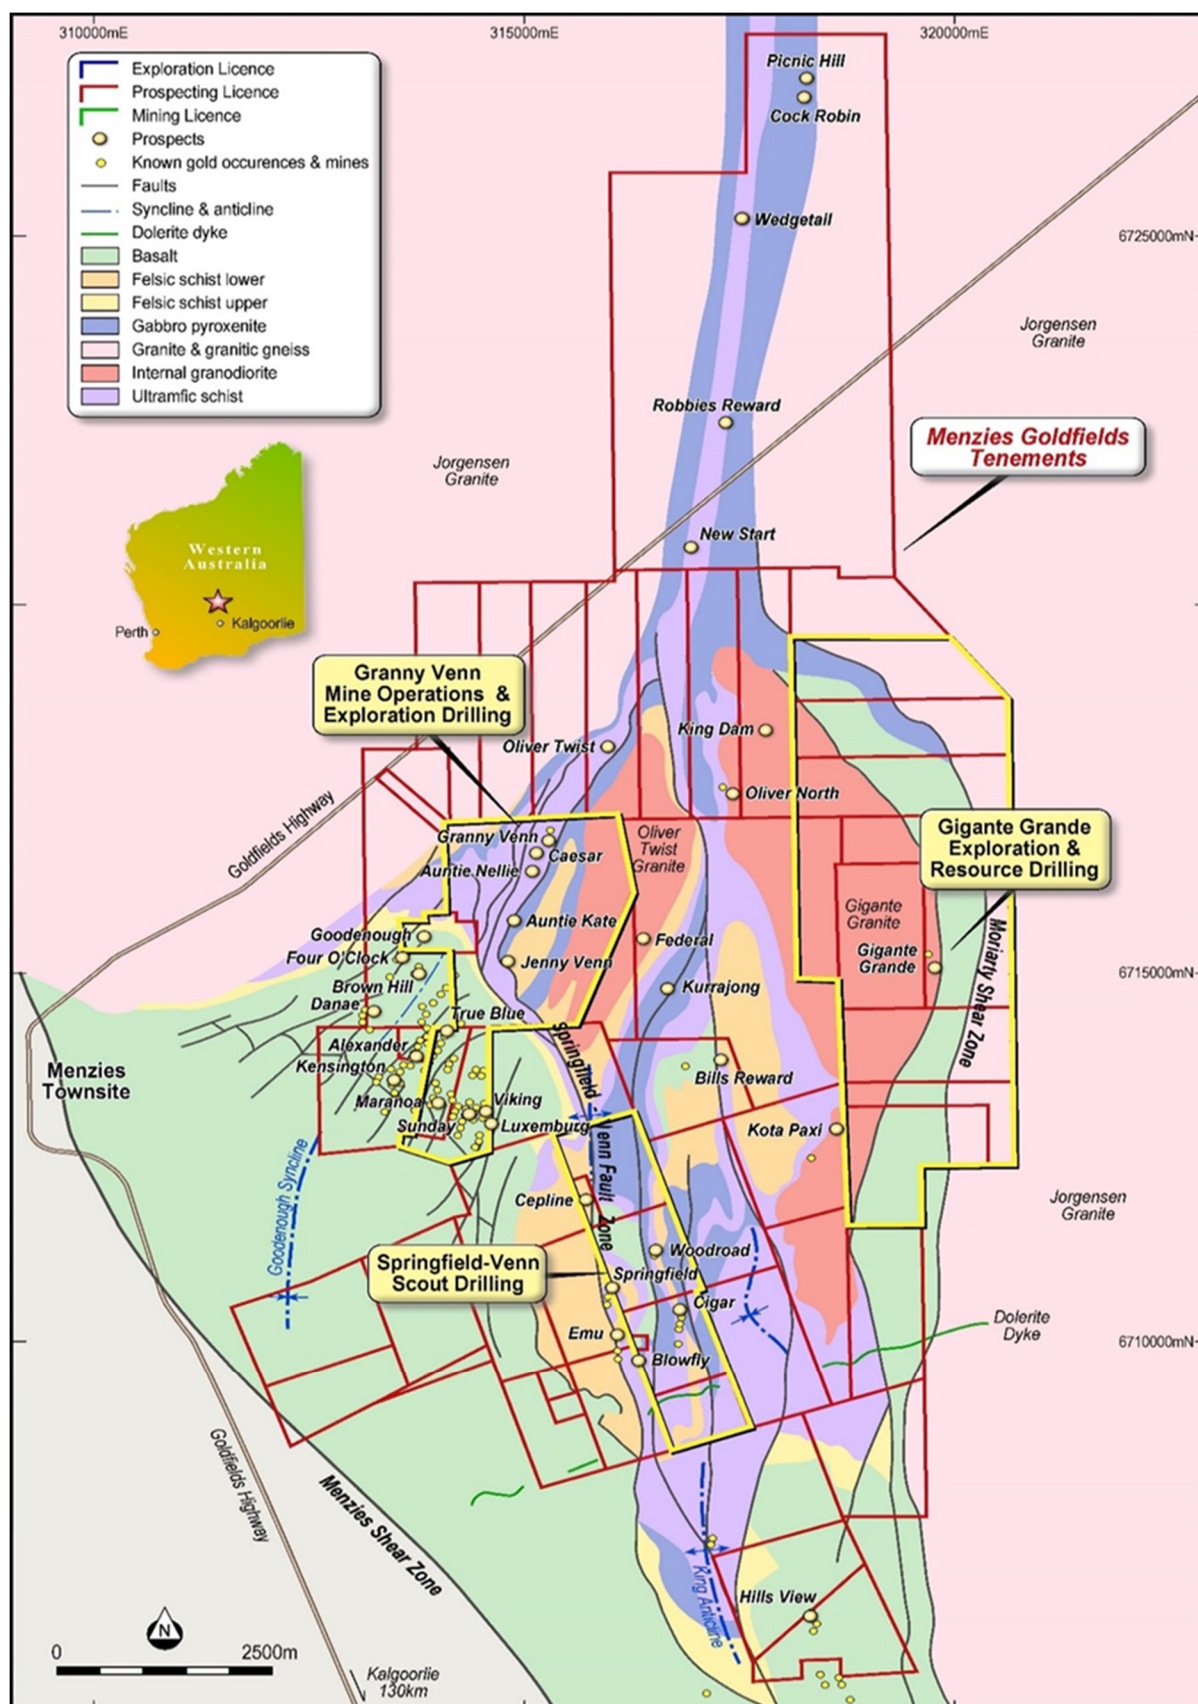 310000mE
315000mE
320000mE
Exploration Licence
Prospecting Licence
Mining Licence
Prospects
Known gold occurences & mines
Faults
Syncline & anticline
Dolerite dyke
Basalt
Felsic schist lower
Felsic schist upper
Gabbro pyroxenite
Granite & granitic gneiss
Internal granodiorite
Ultramfic schist
Picnic Hill
Cock Robin
Wedgetail
6725000mN
Jorgensen
Granite
Robbies Reward
Menzies Goldfields
Tenements
Jorgensen
Granite
New Start
Western
Australia
Perth
Kalgoorlie
Granny Venn
Mine Operations &
Exploration Drilling
King Dam
Oliver Twist
Oliver North
Goldfields Highway
Granny Venn
Caesar
Auntie Nellie
Oliver
Twist
Granite
Gigante Grande
Exploration &
Resource Drilling
Auntie Kate
Gigante
Granite
Goodenough
Federal
Four O'Clock
Jenny Venn
Gigante
Grande
Moriarty Shear Zone
6715000mN
Brown Hill
Kurrajong
Danae
True Blue
Springfield - Venn Fault Zone
Alexander
Kensington
Menzies
Townsite
Bills Reward
Maranoa
Viking
Sunday
Luxemburg
Kota Paxi
Goodenough Syncline
Cepline
Jorgensen
Granite
Woodroad
Springfield-Venn
Scout Drilling
Springfield
Cigar
Dolerite
Dyke
Emu
Blowfly
6710000mN
Goldfields Highway
Menzies Shear Zone
King Anticline
Hills View
N
0
2500m
Kalgoorlie
130km